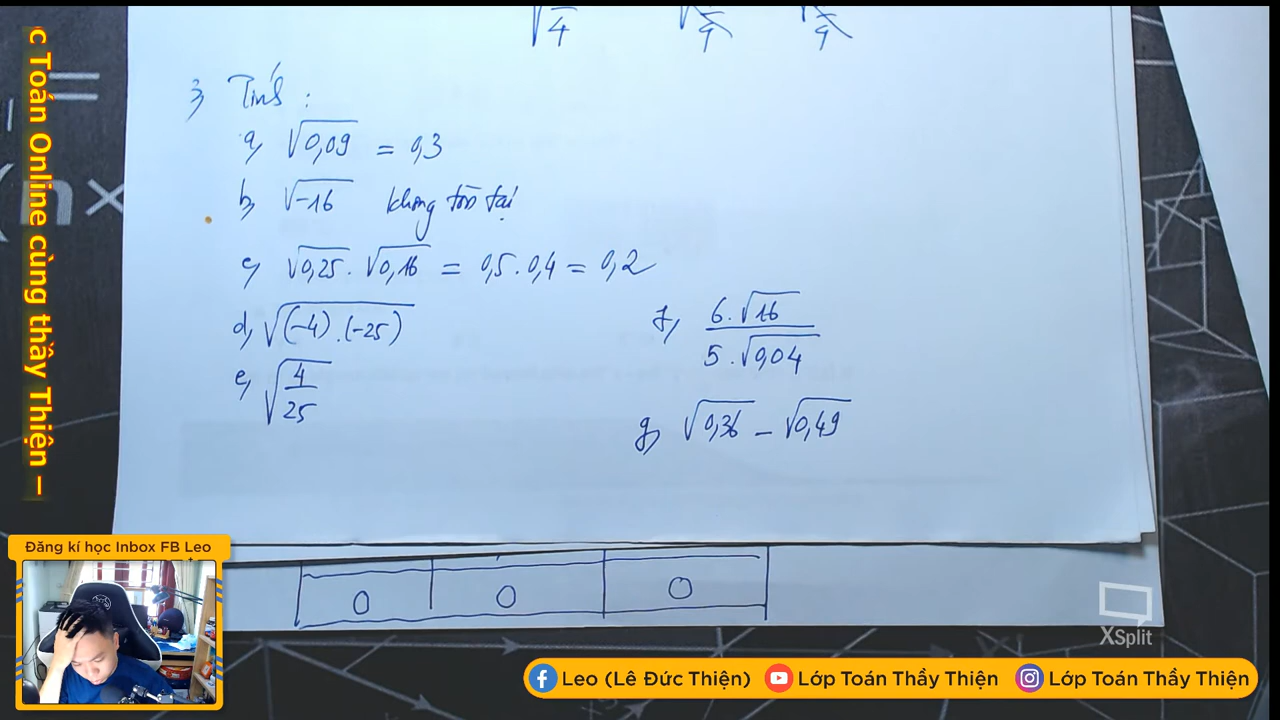 c Toán Online cùng thầy Thiện –
√4 √4 √4
3, Tính :
a, √0,09 = 0,3
b, √-16 không tồn tại
c, √0,25 . √0,16 = 0,5 . 0,4 = 0,2
d, √(-4) . (-25)
e, √4/25
f, 6 . √16 / 5 . √0,04
g, √0,36 – √0,49
0 0 0
Đăng kí học Inbox FB Leo
XSplit
Leo (Lê Đức Thiện) Lớp Toán Thầy Thiện Lớp Toán Thầy Thiện